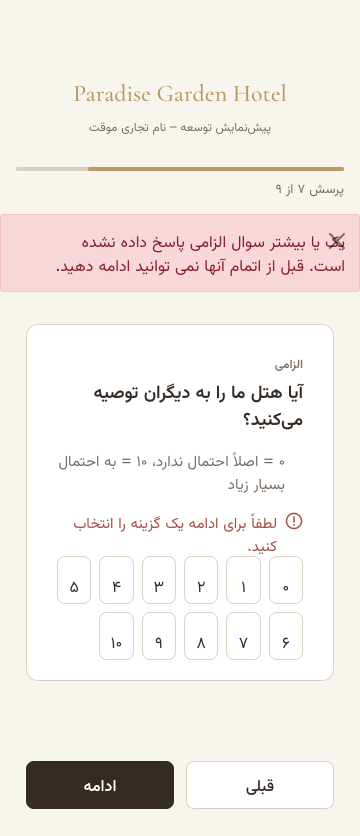 Paradise Garden Hotel
پیش‌نمایش توسعه – نام تجاری موقت
پرسش ۷ از ۹
یک یا بیشتر سوال الزامی پاسخ داده نشده
است. قبل از اتمام آنها نمی توانید ادامه دهید.
الزامی
آیا هتل ما را به دیگران توصیه
می‌کنید؟
۰ = اصلاً احتمال ندارد، ۱۰ = به احتمال
بسیار زیاد
لطفاً برای ادامه یک گزینه را انتخاب
کنید.
۰ ۱ ۲ ۳ ۴ ۵
۶ ۷ ۸ ۹ ۱۰
قبلی ادامه